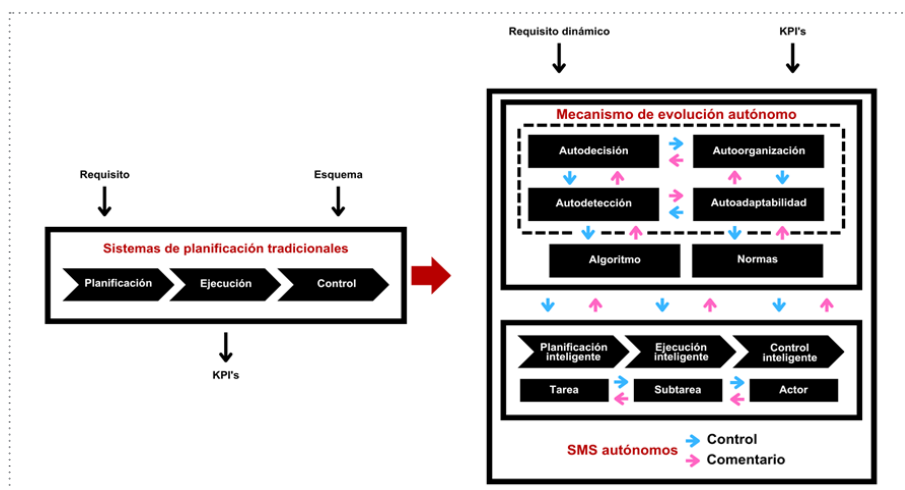 Requisito
Esquema
Sistemas de planificación tradicionales
Planificación
Ejecución
Control
KPI's
Requisito dinámico
KPI's
Mecanismo de evolución autónomo
Autodecisión
Autoorganización
Autodetección
Autoadaptabilidad
Algoritmo
Normas
Planificación
inteligente
Ejecución
inteligente
Control
inteligente
Tarea
Subtarea
Actor
SMS autónomos
Control
Comentario